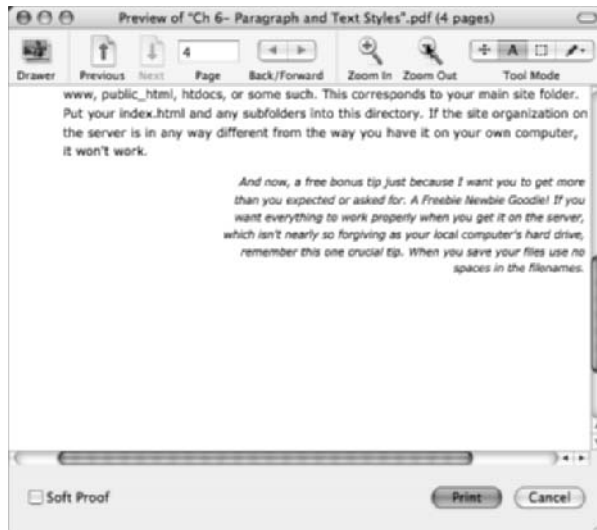 Preview of "Ch 6– Paragraph and Text Styles".pdf (4 pages)
4
Drawer Previous Next Page Back/Forward Zoom In Zoom Out Tool Mode
www, public_html, htdocs, or some such. This corresponds to your main site folder.
Put your index.html and any subfolders into this directory. If the site organization on
the server is in any way different from the way you have it on your own computer,
it won't work.
And now, a free bonus tip just because I want you to get more
than you expected or asked for. A Freebie Newbie Goodie! If you
want everything to work properly when you get it on the server,
which isn't nearly so forgiving as your local computer's hard drive,
remember this one crucial tip. When you save your files use no
spaces in the filenames.
Soft Proof Print Cancel